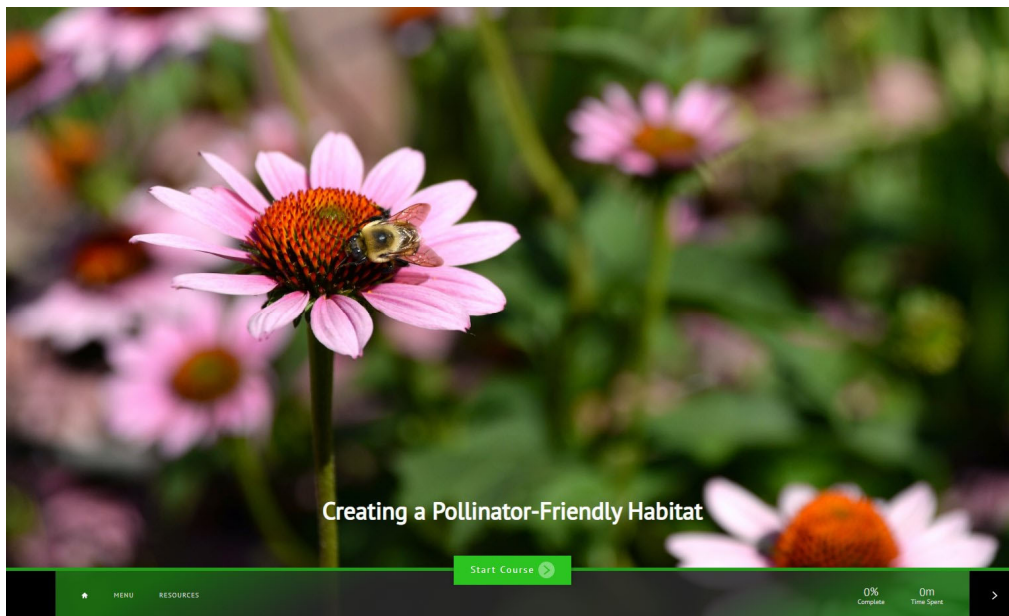 Creating a Pollinator-Friendly Habitat
Start Course
MENU
RESOURCES
0%
Complete
0m
Time Spent